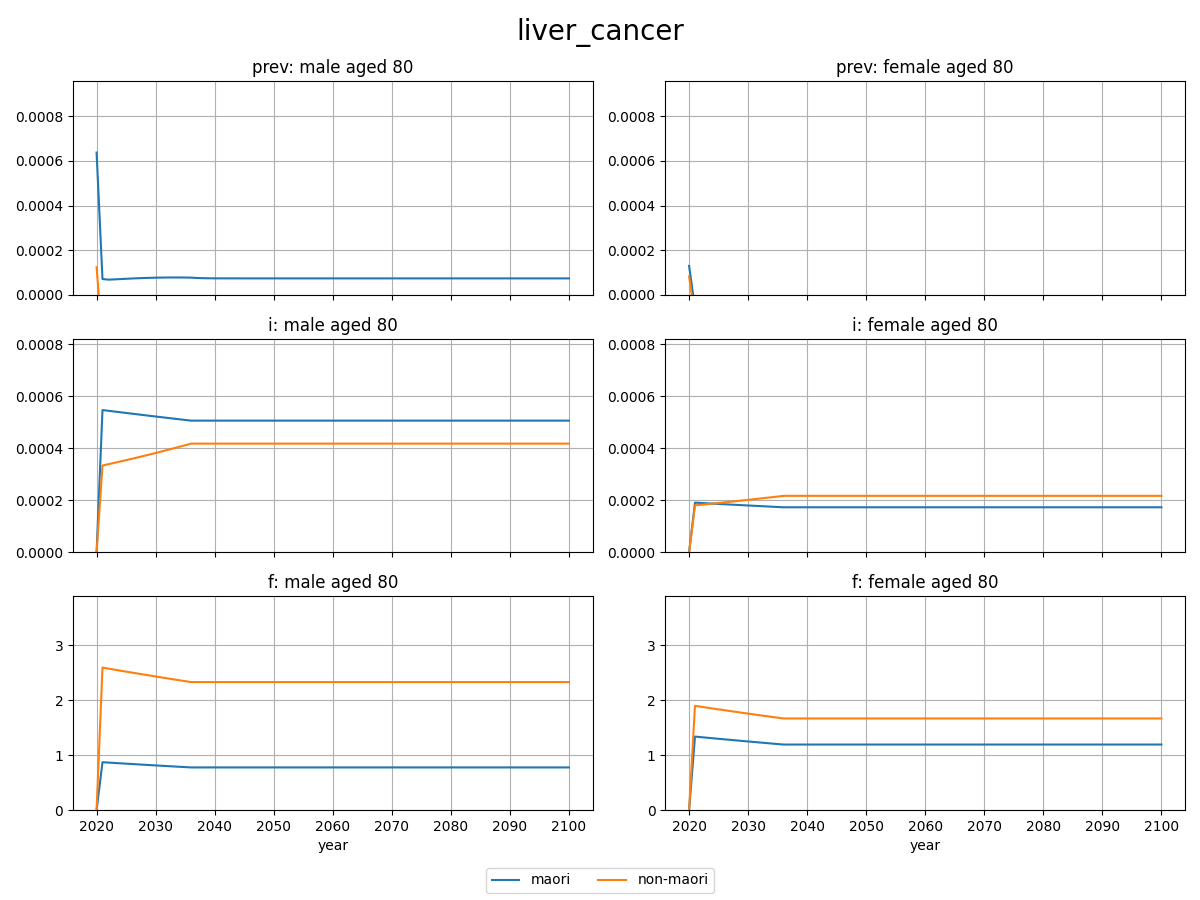 liver_cancer
prev: male aged 80
prev: female aged 80
0.0008
0.0006
0.0004
0.0002
0.0000
0.0008
0.0006
0.0004
0.0002
0.0000
i: male aged 80
i: female aged 80
0.0008
0.0006
0.0004
0.0002
0.0000
0.0008
0.0006
0.0004
0.0002
0.0000
f: male aged 80
f: female aged 80
3
2
1
0
3
2
1
0
2020 2030 2040 2050 2060 2070 2080 2090 2100
2020 2030 2040 2050 2060 2070 2080 2090 2100
year
year
maori non-maori